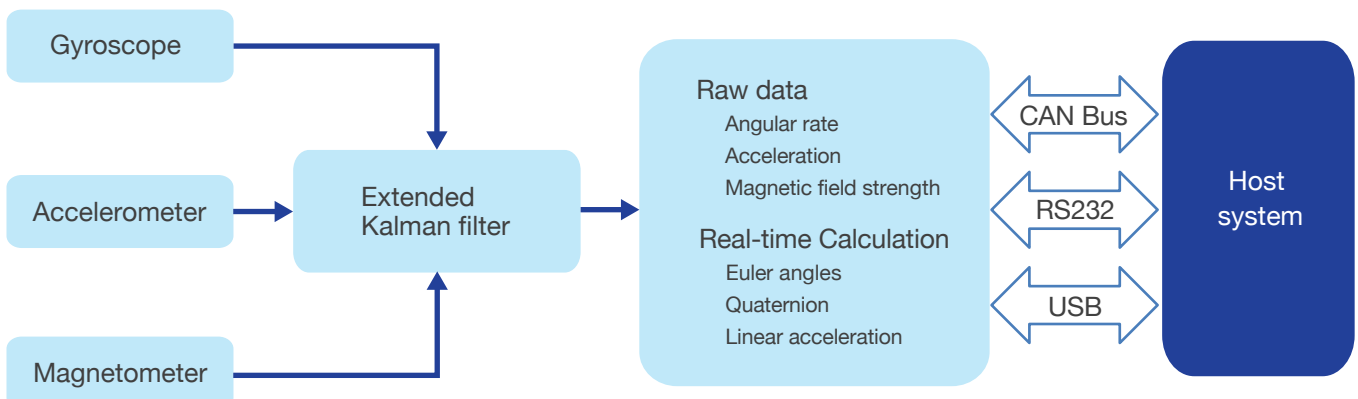 Gyroscope
Accelerometer
Magnetometer
Extended
Kalman filter
Raw data
Angular rate
Acceleration
Magnetic field strength
Real-time Calculation
Euler angles
Quaternion
Linear acceleration
CAN Bus
RS232
USB
Host
system